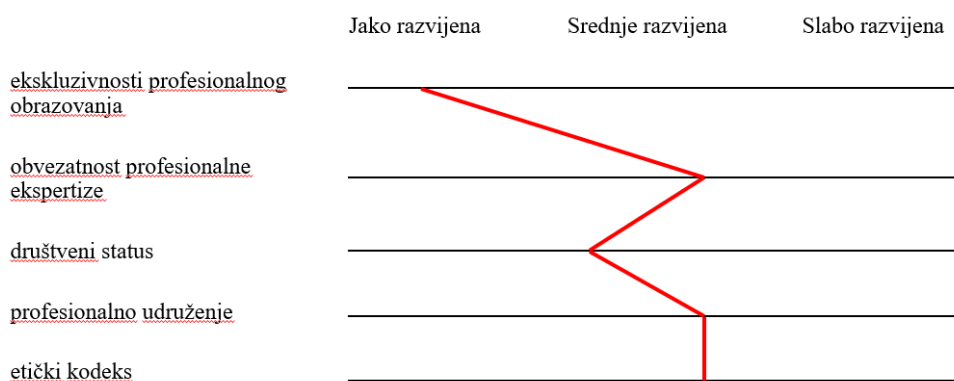 Jako razvijena Srednje razvijena Slabo razvijena
ekskluzivnosti profesionalnog
obrazovanja
obvezatnost profesionalne
ekspertize
društveni status
profesionalno udruženje
etički kodeks